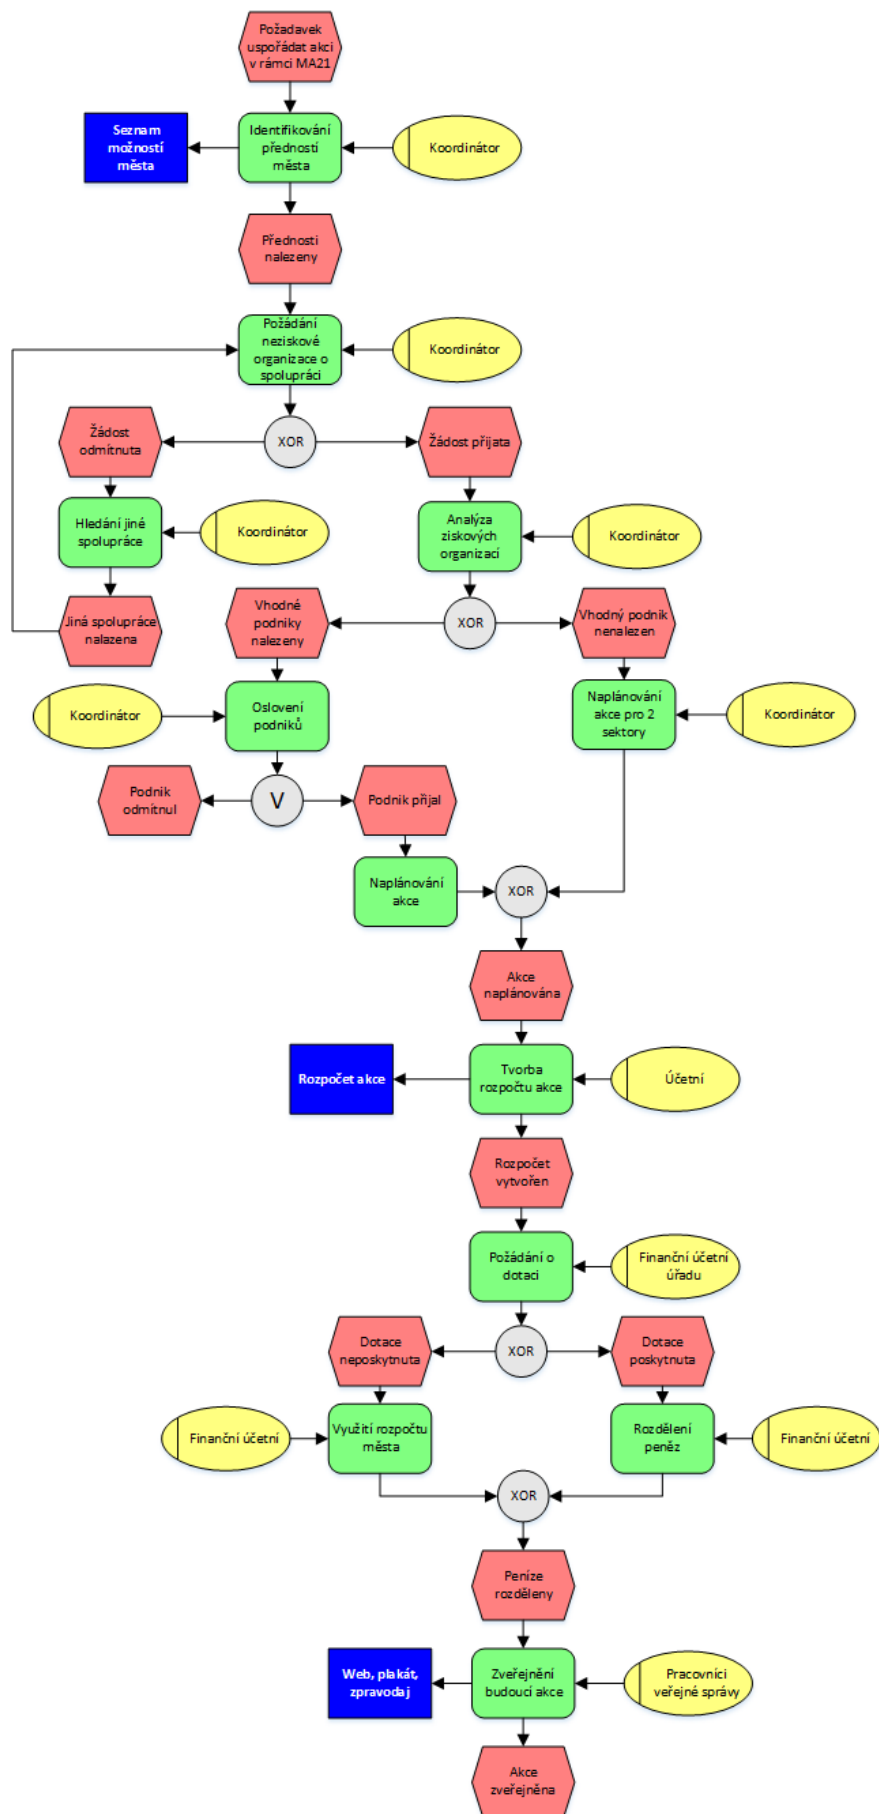 Požadavek
uspořádat akci
v rámci MA21
Seznam
možností
města
Identifikování
předností
města
Koordinátor
Přednosti
nalezeny
Požádání
neziskové
organizace o
spolupráci
Koordinátor
Žádost
odmítnuta
XOR
Žádost přijata
Hledání jiné
spolupráce
Koordinátor
Analýza
ziskových
organizací
Koordinátor
Jiná spolupráce
nalazena
Vhodné
podniky
nalezeny
XOR
Vhodný podnik
nenalezen
Koordinátor
Oslovení
podniků
Naplánování
akce pro 2
sektory
Koordinátor
Podnik
odmítnul
V
Podnik přijal
Naplánování
akce
XOR
Akce
naplánována
Rozpočet akce
Tvorba
rozpočtu akce
Účetní
Rozpočet
vytvořen
Požádání o
dotaci
Finanční účetní
úřadu
Dotace
neposkytnuta
XOR
Dotace
poskytnuta
Finanční účetní
Využití rozpočtu
města
Rozdělení
peněz
Finanční účetní
XOR
Peníze
rozděleny
Web, plakát,
zpravodaj
Zveřejnění
budoucí akce
Pracovníci
veřejné správy
Akce
zveřejněna